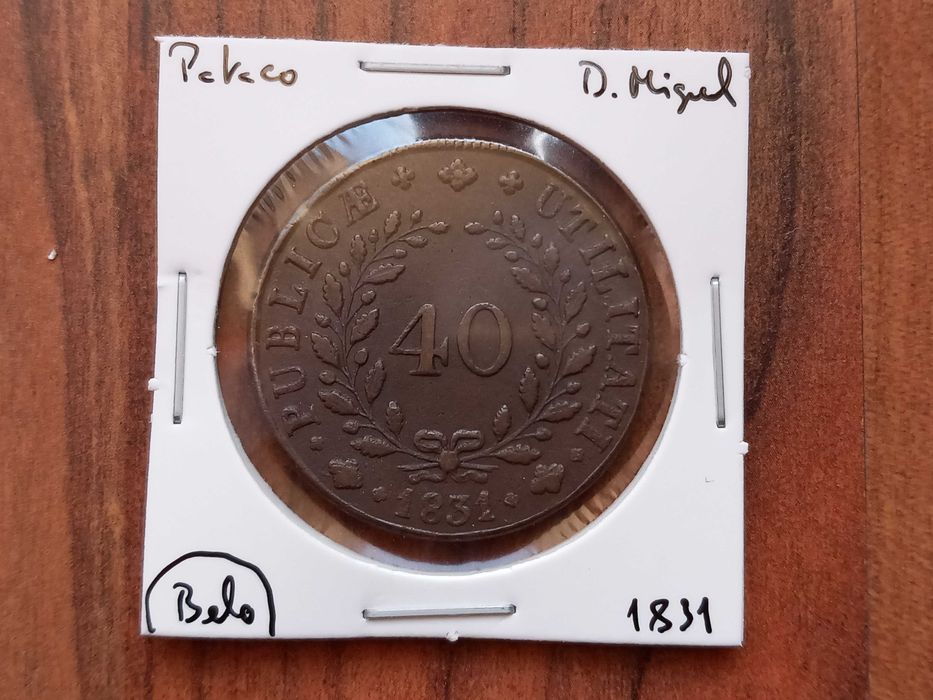 Pataco
D. Miguel
PUBLICÆ UTILITATI
40
1831
Belo
1831